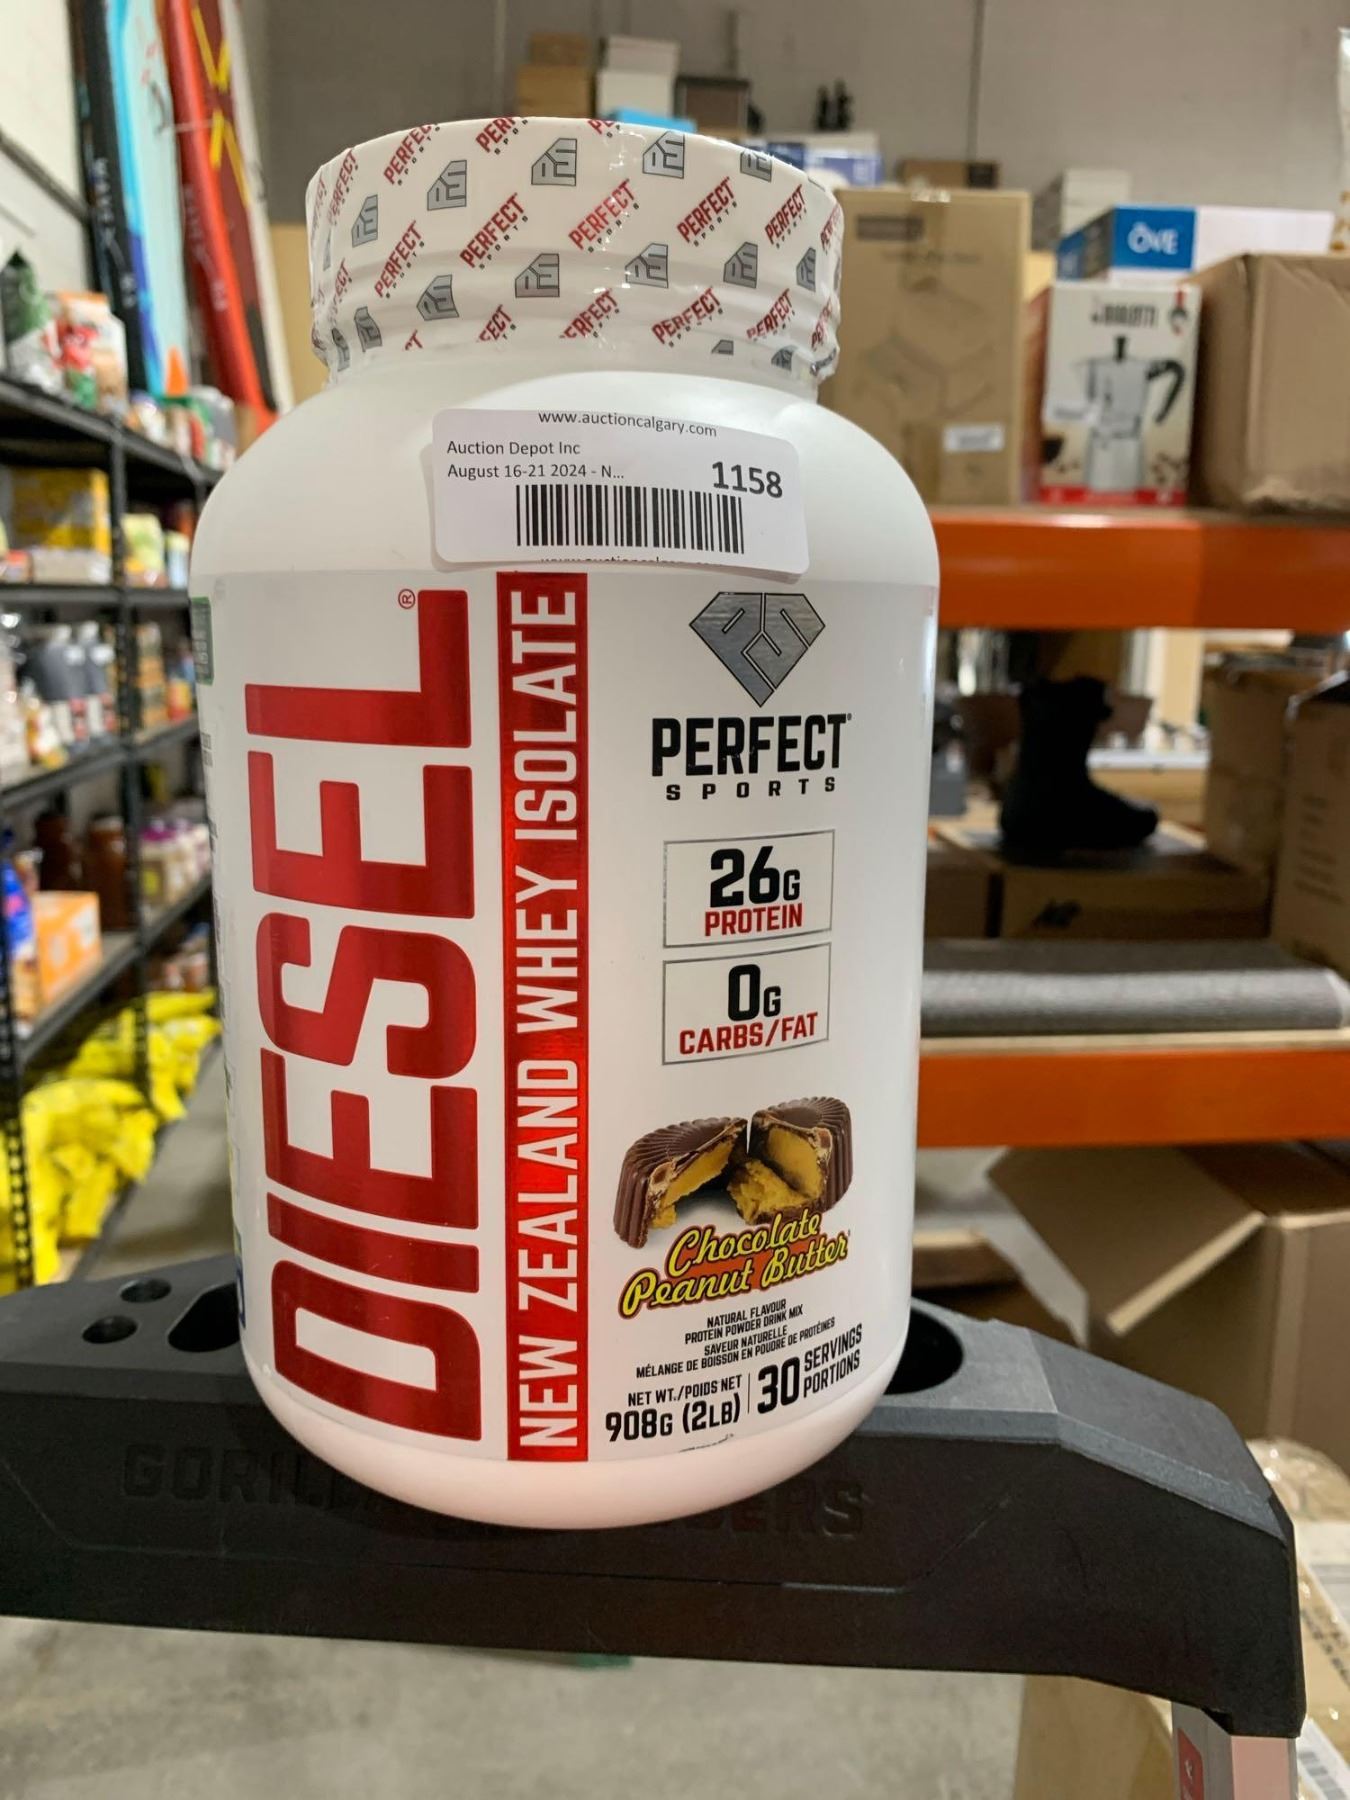 PERFECT
SPORTS
www.auctioncalgary.com
Auction Depot Inc
August 16-21 2024 - N...
1158
DIESEL®
NEW ZEALAND WHEY ISOLATE
PERFECT
SPORTS
26G
PROTEIN
0G
CARBS/FAT
Chocolate
Peanut Butter
NATURAL FLAVOUR
PROTEIN POWDER DRINK MIX
SAVEUR NATURELLE
MÉLANGE DE BOISSON EN POUDRE DE PROTÉINES
NET WT./POIDS NET
908G (2LB)
30 SERVINGS
PORTIONS
ÔVE
BIALETTI